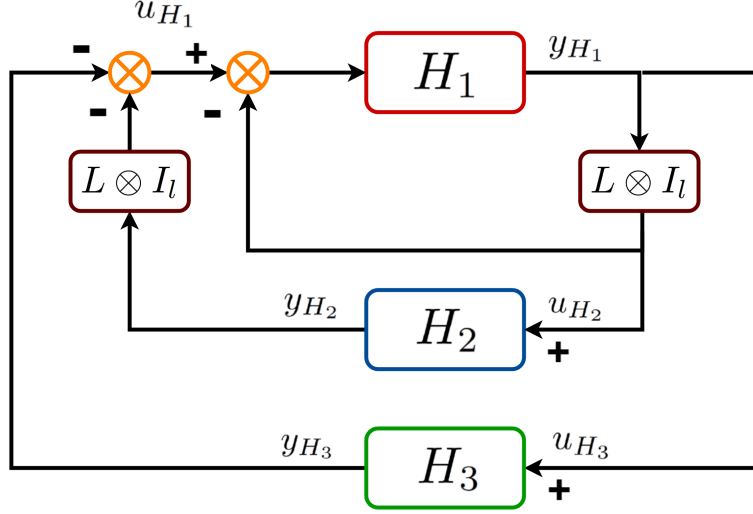 u_{H_1}
- + y_{H_1}
H_1
- -
L ⊗ I_l L ⊗ I_l
y_{H_2} u_{H_2}
H_2
+
y_{H_3} u_{H_3}
H_3
+